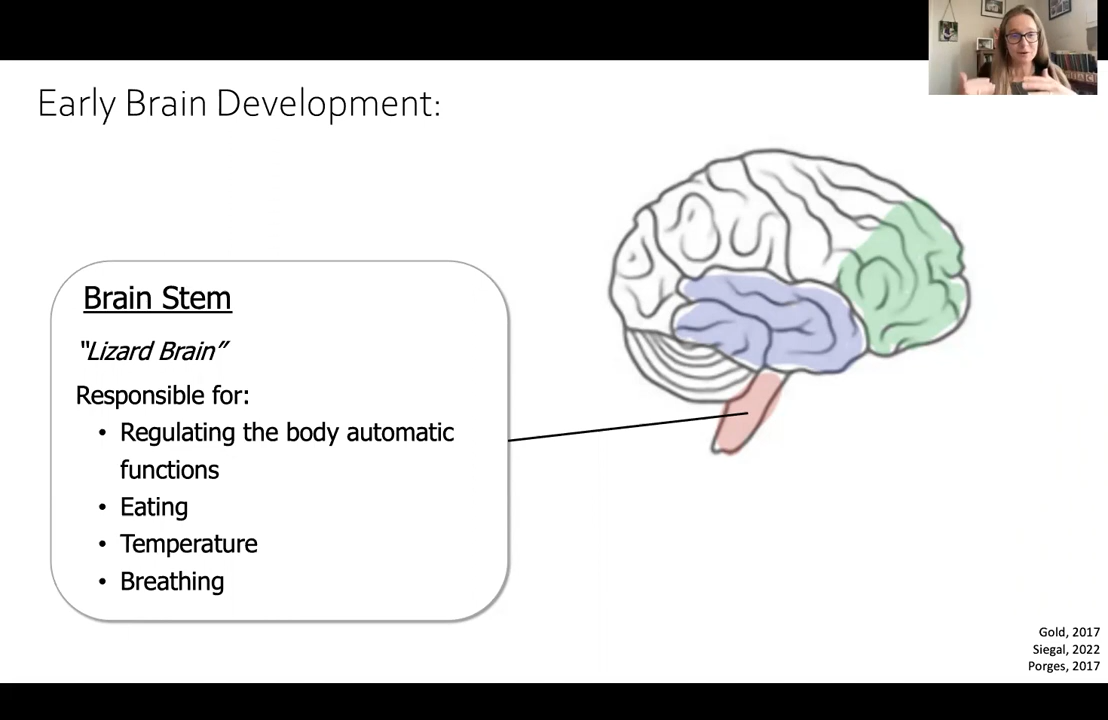 Early Brain Development:
Brain Stem
“Lizard Brain”
Responsible for:
• Regulating the body automatic
functions
• Eating
• Temperature
• Breathing
Gold, 2017
Siegal, 2022
Porges, 2017